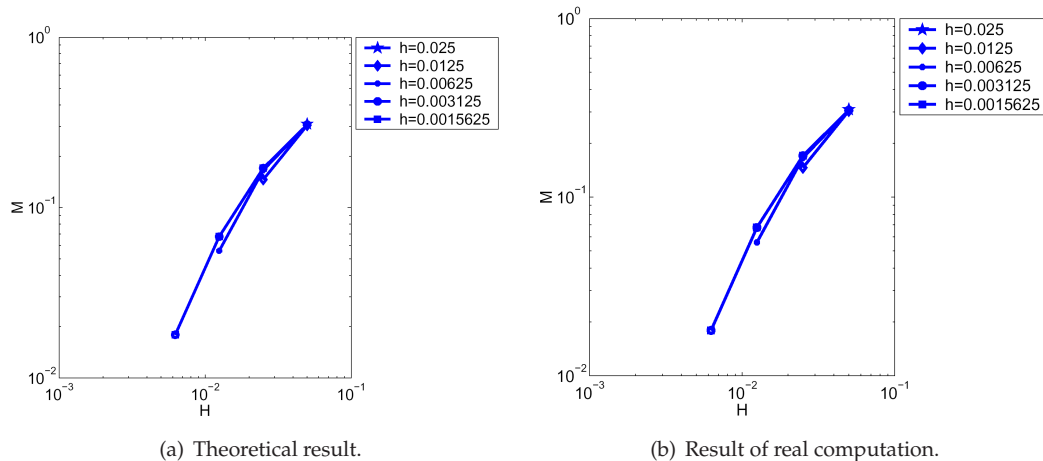 10^0
10^-1
10^-2
M
10^-3
10^-2
10^-1
H
h=0.025
h=0.0125
h=0.00625
h=0.003125
h=0.0015625
(a) Theoretical result.
10^0
10^-1
10^-2
M
10^-3
10^-2
10^-1
H
h=0.025
h=0.0125
h=0.00625
h=0.003125
h=0.0015625
(b) Result of real computation.